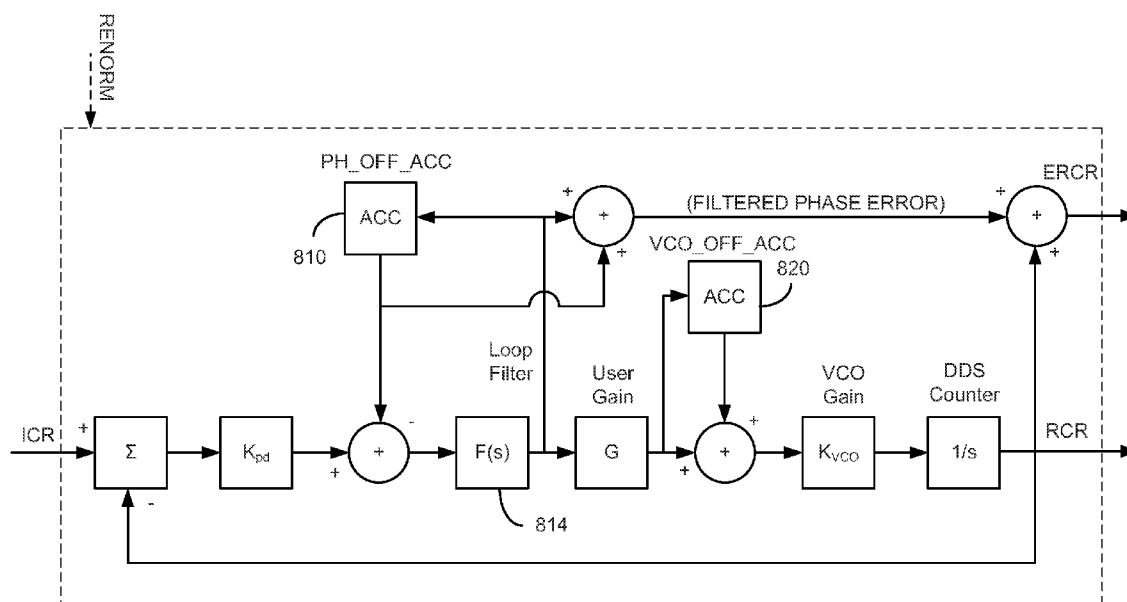 RENORM
PH_OFF_ACC
ERCR
+
ACC
+
(FILTERED PHASE ERROR)
+
+
810
+
VCO_OFF_ACC
+
820
ACC
Loop
Filter
User
Gain
VCO
Gain
DDS
Counter
ICR
+
Σ
Kpd
+
+
-
F(s)
G
+
+
+
KVCO
1/s
RCR
-
814